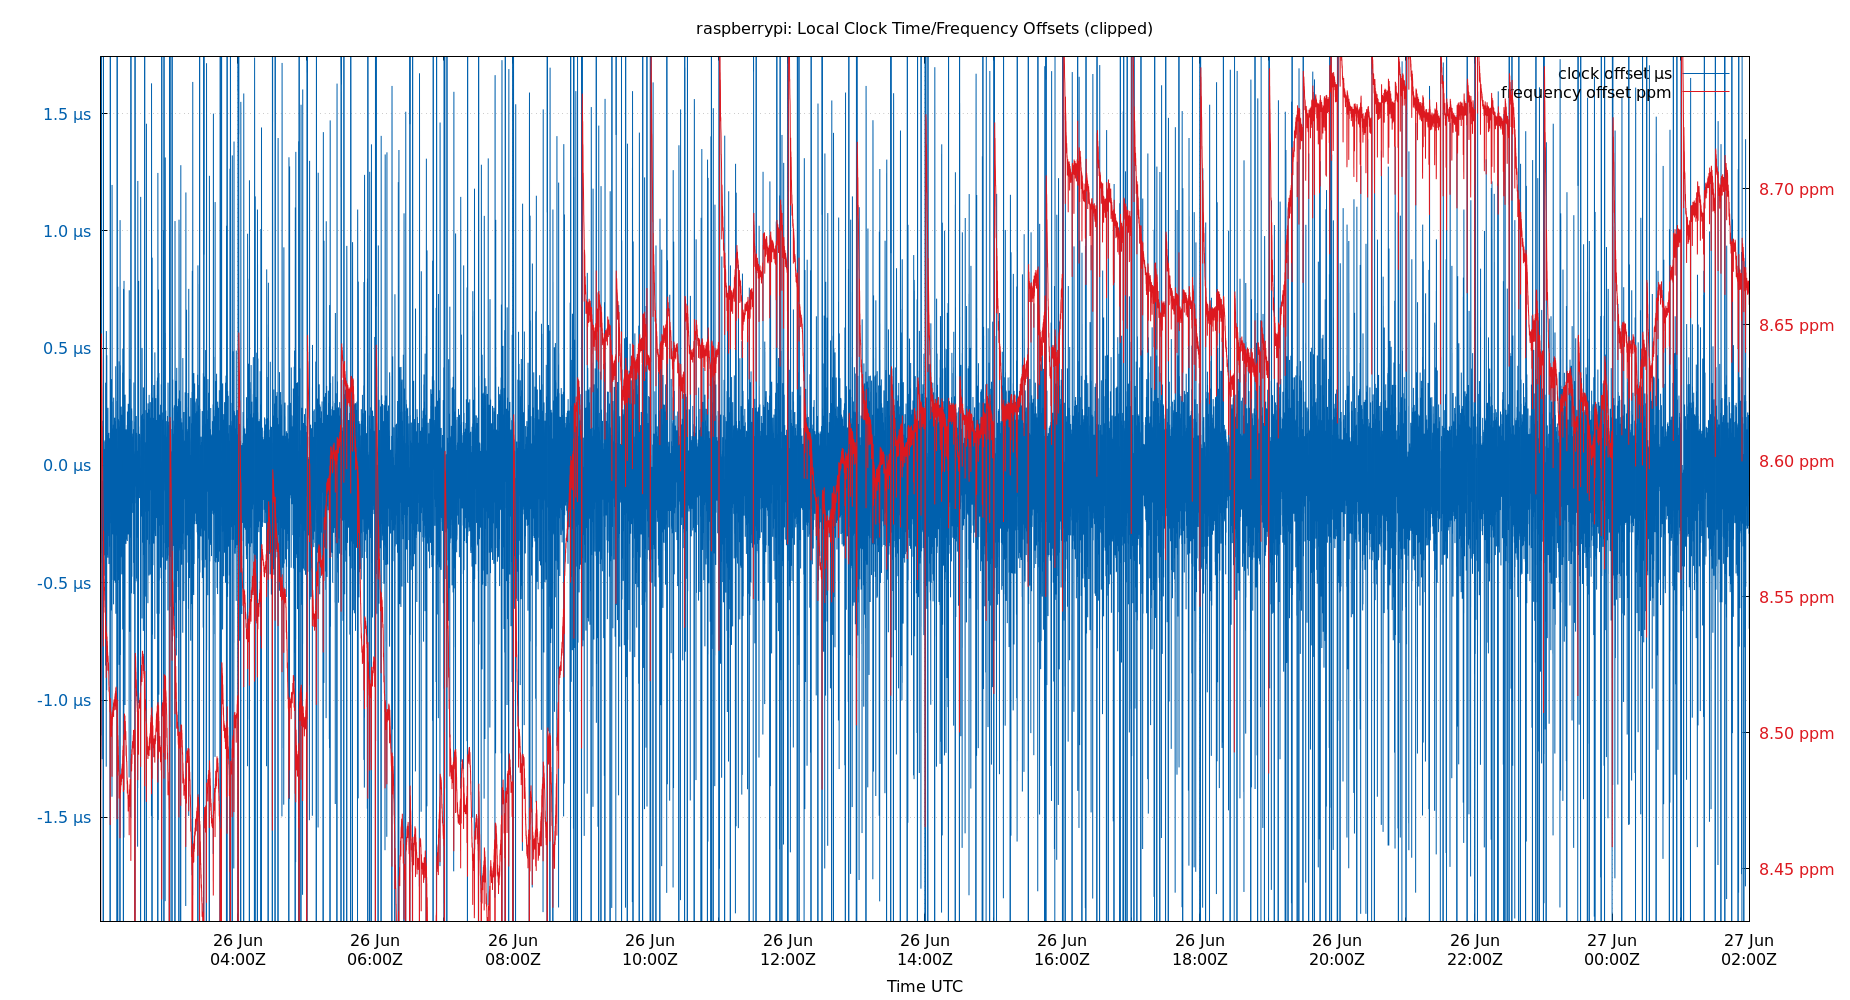 raspberrypi: Local Clock Time/Frequency Offsets (clipped)
clock offset µs
frequency offset ppm
1.5 µs
1.0 µs
0.5 µs
0.0 µs
-0.5 µs
-1.0 µs
-1.5 µs
8.70 ppm
8.65 ppm
8.60 ppm
8.55 ppm
8.50 ppm
8.45 ppm
26 Jun 26 Jun 26 Jun 26 Jun 26 Jun 26 Jun 26 Jun 26 Jun 26 Jun 26 Jun 27 Jun 27 Jun
04:00Z 06:00Z 08:00Z 10:00Z 12:00Z 14:00Z 16:00Z 18:00Z 20:00Z 22:00Z 00:00Z 02:00Z
Time UTC